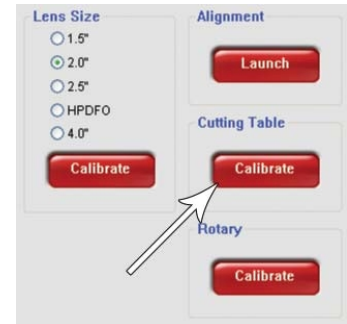 Lens Size
1.5"
2.0"
2.5"
HPDFO
4.0"
Calibrate
Alignment
Launch
Cutting Table
Calibrate
Rotary
Calibrate